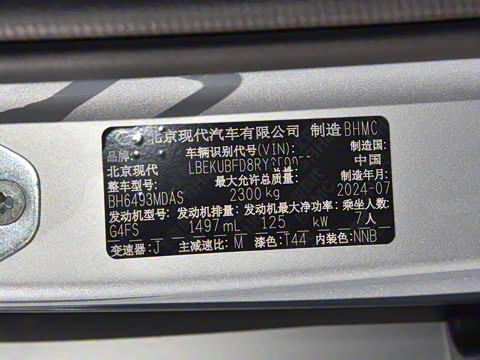 北京现代汽车有限公司 制造 BHMC
品牌: 车辆识别代号(VIN): 制造国:
北京现代 中国
整车型号: 最大允许总质量: 制造年月:
BH6493MDAS 2300 kg 2024-07
发动机型号: 发动机排量: 发动机最大净功率: 乘坐人数:
G4FS 1497 mL 125 kW 7 人
变速器: J 主减速比: M 漆色: T44 内装色: NNB